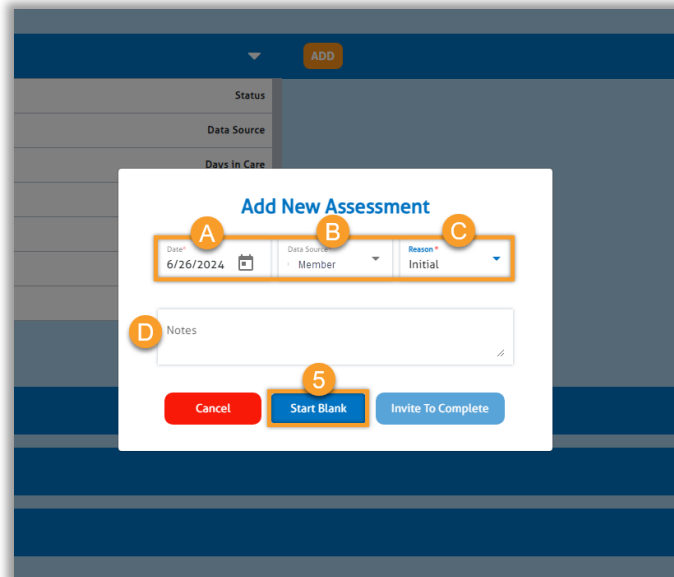 ADD
Status
Data Source
Days in Care
Add New Assessment
A
B
C
Date*
Data Source*
Reason *
6/26/2024
Member
Initial
D
Notes
5
Cancel
Start Blank
Invite To Complete